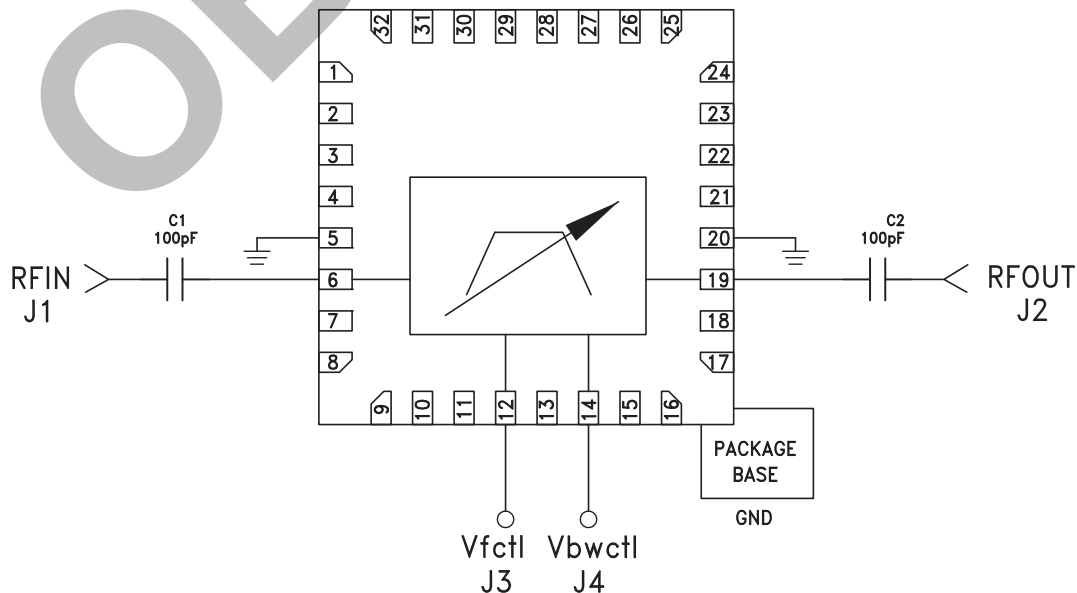 32 31 30 29 28 27 26 25
1
2
3
4
5
6
7
8
24
23
22
21
20
19
18
17
9 10 11 12 13 14 15 16
C1
100pF
RFIN
J1
C2
100pF
RFOUT
J2
PACKAGE
BASE
GND
Vfctl
J3
Vbwctl
J4